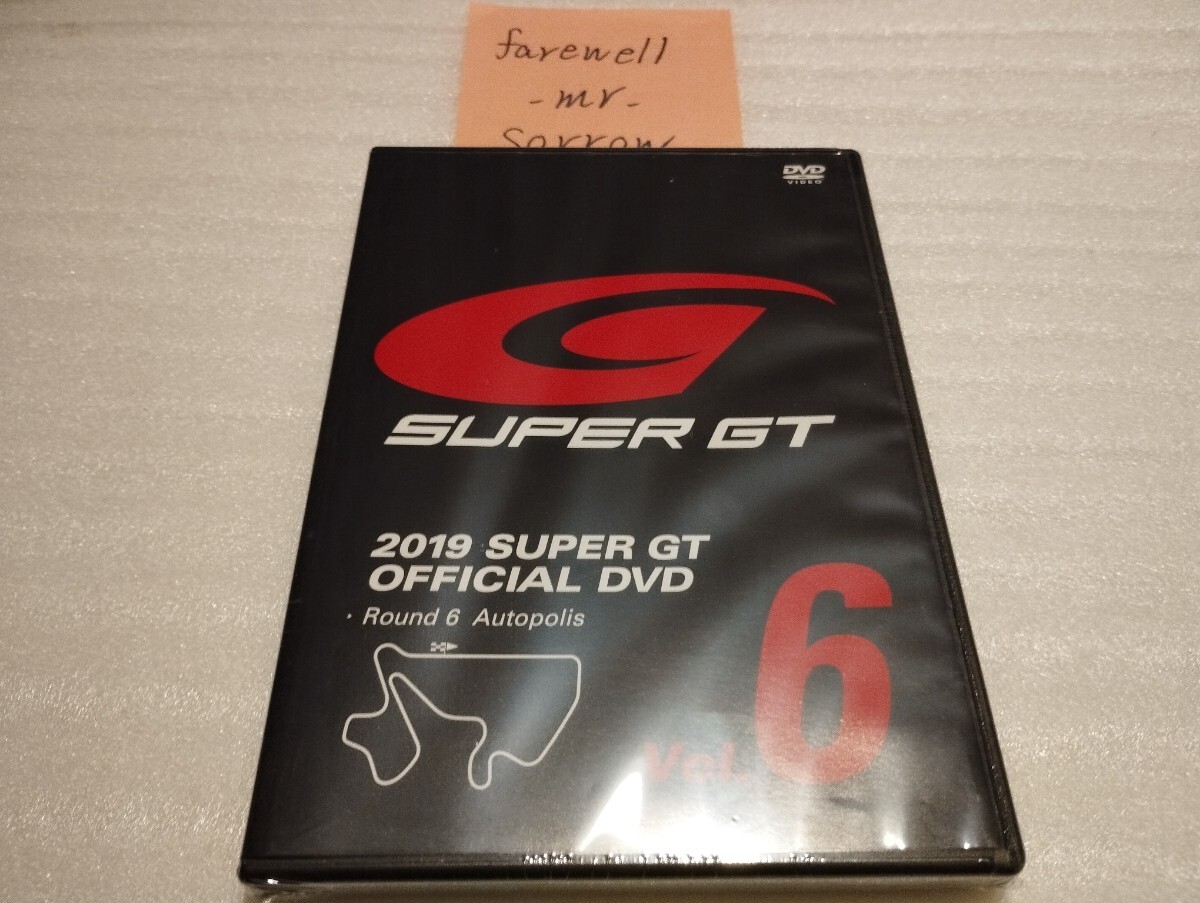 farewell
-mr-
sorrow
DVD
VIDEO
SUPER GT
2019 SUPER GT
OFFICIAL DVD
・Round 6 Autopolis
Vol. 6